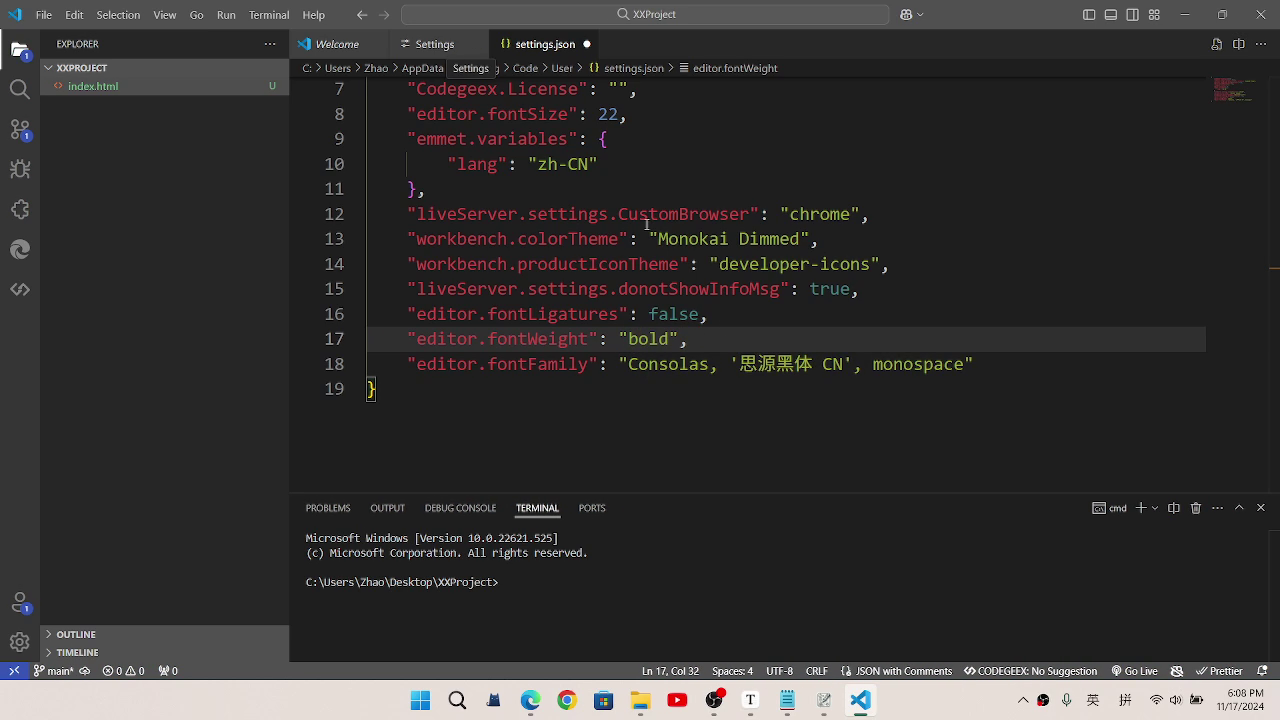 File Edit Selection View Go Run Terminal Help
XXProject
EXPLORER
Welcome
Settings
settings.json
C: Users Zhao AppData Settings g Code User settings.json editor.fontWeight
XXPROJECT
index.html U
7 "Codegeex.License": "",
8 "editor.fontSize": 22,
9 "emmet.variables": {
10 "lang": "zh-CN"
11 },
12 "liveServer.settings.CustomBrowser": "chrome",
13 "workbench.colorTheme": "Monokai Dimmed",
14 "workbench.productIconTheme": "developer-icons",
15 "liveServer.settings.donotShowInfoMsg": true,
16 "editor.fontLigatures": false,
17 "editor.fontWeight": "bold",
18 "editor.fontFamily": "Consolas, '思源黑体 CN', monospace"
19 }
PROBLEMS OUTPUT DEBUG CONSOLE TERMINAL PORTS
cmd
Microsoft Windows [Version 10.0.22621.525]
(c) Microsoft Corporation. All rights reserved.
C:\Users\Zhao\Desktop\XXProject>
OUTLINE
TIMELINE
main* 0 0 0
Ln 17, Col 32 Spaces: 4 UTF-8 CRLF JSON with Comments CODEGEEX: No Suggestion Go Live Prettier
英 拼
6:08 PM
11/17/2024